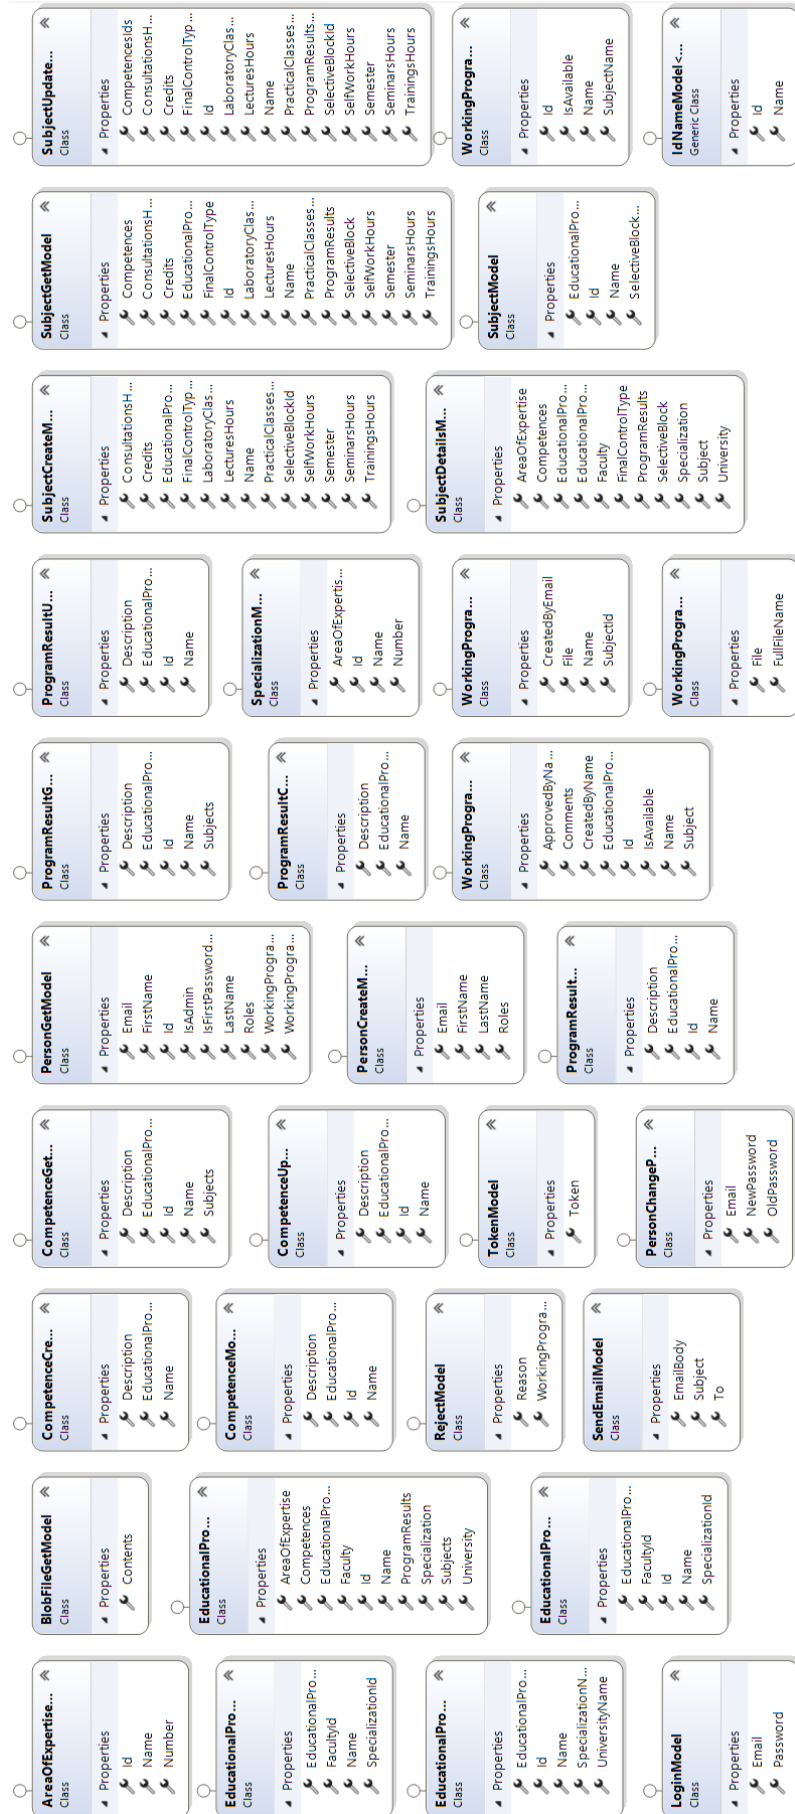 AreaOfExpertise...
Class
Properties
Id
Name
Number
EducationalPro...
Class
Properties
EducationalPro...
FacultyId
Name
SpecializationId
EducationalPro...
Class
Properties
EducationalPro...
Id
Name
SpecializationN...
UniversityName
LoginModel
Class
Properties
Email
Password
BlobFileGetModel
Class
Properties
Contents
EducationalPro...
Class
Properties
AreaOfExpertise
Competences
EducationalPro...
Faculty
Id
Name
ProgramResults
Specialization
Subjects
University
EducationalPro...
Class
Properties
EducationalPro...
FacultyId
Id
Name
SpecializationId
CompetenceCre...
Class
Properties
Description
EducationalPro...
Name
CompetenceMo...
Class
Properties
Description
EducationalPro...
Id
Name
RejectModel
Class
Properties
Reason
WorkingProgra...
SendEmailModel
Class
Properties
EmailBody
Subject
To
CompetenceGet...
Class
Properties
Description
EducationalPro...
Id
Name
Subjects
CompetenceUp...
Class
Properties
Description
EducationalPro...
Id
Name
TokenModel
Class
Properties
Token
PersonChangeP...
Class
Properties
Email
NewPassword
OldPassword
PersonGetModel
Class
Properties
Email
FirstName
Id
IsAdmin
IsFirstPassword...
LastName
Roles
WorkingProgra...
WorkingProgra...
PersonCreateM...
Class
Properties
Email
FirstName
LastName
Roles
ProgramResult...
Class
Properties
Description
EducationalPro...
Id
Name
ProgramResultG...
Class
Properties
Description
EducationalPro...
Id
Name
Subjects
ProgramResultC...
Class
Properties
Description
EducationalPro...
Name
WorkingProgra...
Class
Properties
ApprovedByNa...
Comments
CreatedByName
EducationalPro...
Id
IsAvailable
Name
Subject
ProgramResultU...
Class
Properties
Description
EducationalPro...
Id
Name
SpecializationM...
Class
Properties
AreaOfExpertis...
Id
Name
Number
WorkingProgra...
Class
Properties
CreatedByEmail
File
Name
SubjectId
WorkingProgra...
Class
Properties
File
FullFileName
SubjectCreateM...
Class
Properties
ConsultationsH...
Credits
EducationalPro...
FinalControlTyp...
LaboratoryClas...
LecturesHours
Name
PracticalClasses...
SelectiveBlockId
SelfWorkHours
Semester
SeminarsHours
TrainingsHours
SubjectDetailsM...
Class
Properties
AreaOfExpertise
Competences
EducationalPro...
EducationalPro...
Faculty
FinalControlType
ProgramResults
SelectiveBlock
Specialization
Subject
University
SubjectGetModel
Class
Properties
Competences
ConsultationsH...
Credits
EducationalPro...
FinalControlType
Id
LaboratoryClas...
LecturesHours
Name
PracticalClasses...
ProgramResults
SelectiveBlock
SelfWorkHours
Semester
SeminarsHours
TrainingsHours
SubjectModel
Class
Properties
EducationalPro...
Id
Name
SelectiveBlock...
SubjectUpdate...
Class
Properties
CompetencesIds
ConsultationsH...
Credits
FinalControlTyp...
Id
LaboratoryClas...
LecturesHours
Name
PracticalClasses...
ProgramResults...
SelectiveBlockId
SelfWorkHours
Semester
SeminarsHours
TrainingsHours
WorkingProgra...
Class
Properties
Id
IsAvailable
Name
SubjectName
IdNameModel<...
Generic Class
Properties
Id
Name